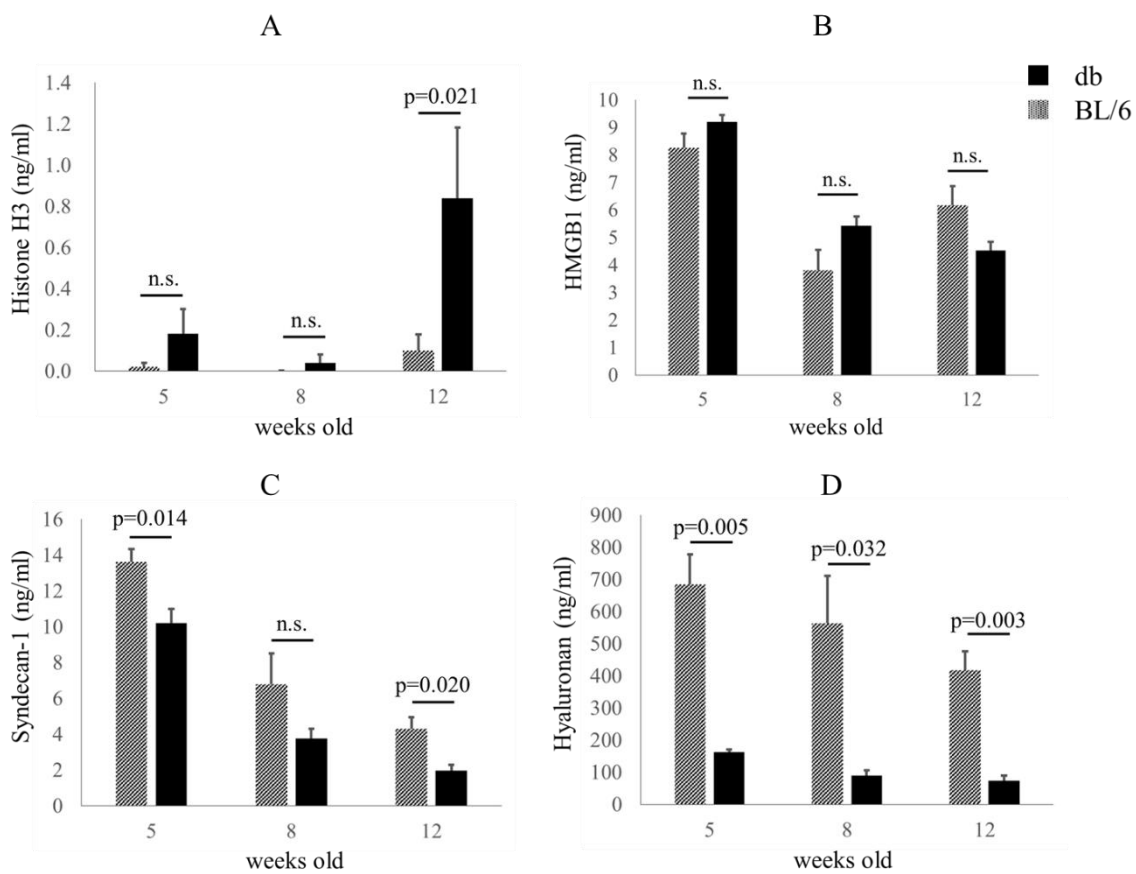 A
B
db
BL/6
Histone H3 (ng/ml)
1.4
1.2
1.0
0.8
0.6
0.4
0.2
0.0
n.s.
n.s.
p=0.021
5
8
12
weeks old
HMGB1 (ng/ml)
10
9
8
7
6
5
4
3
2
1
0
n.s.
n.s.
n.s.
5
8
12
weeks old
C
D
Syndecan-1 (ng/ml)
16
14
12
10
8
6
4
2
0
p=0.014
n.s.
p=0.020
5
8
12
weeks old
Hyaluronan (ng/ml)
900
800
700
600
500
400
300
200
100
0
p=0.005
p=0.032
p=0.003
5
8
12
weeks old